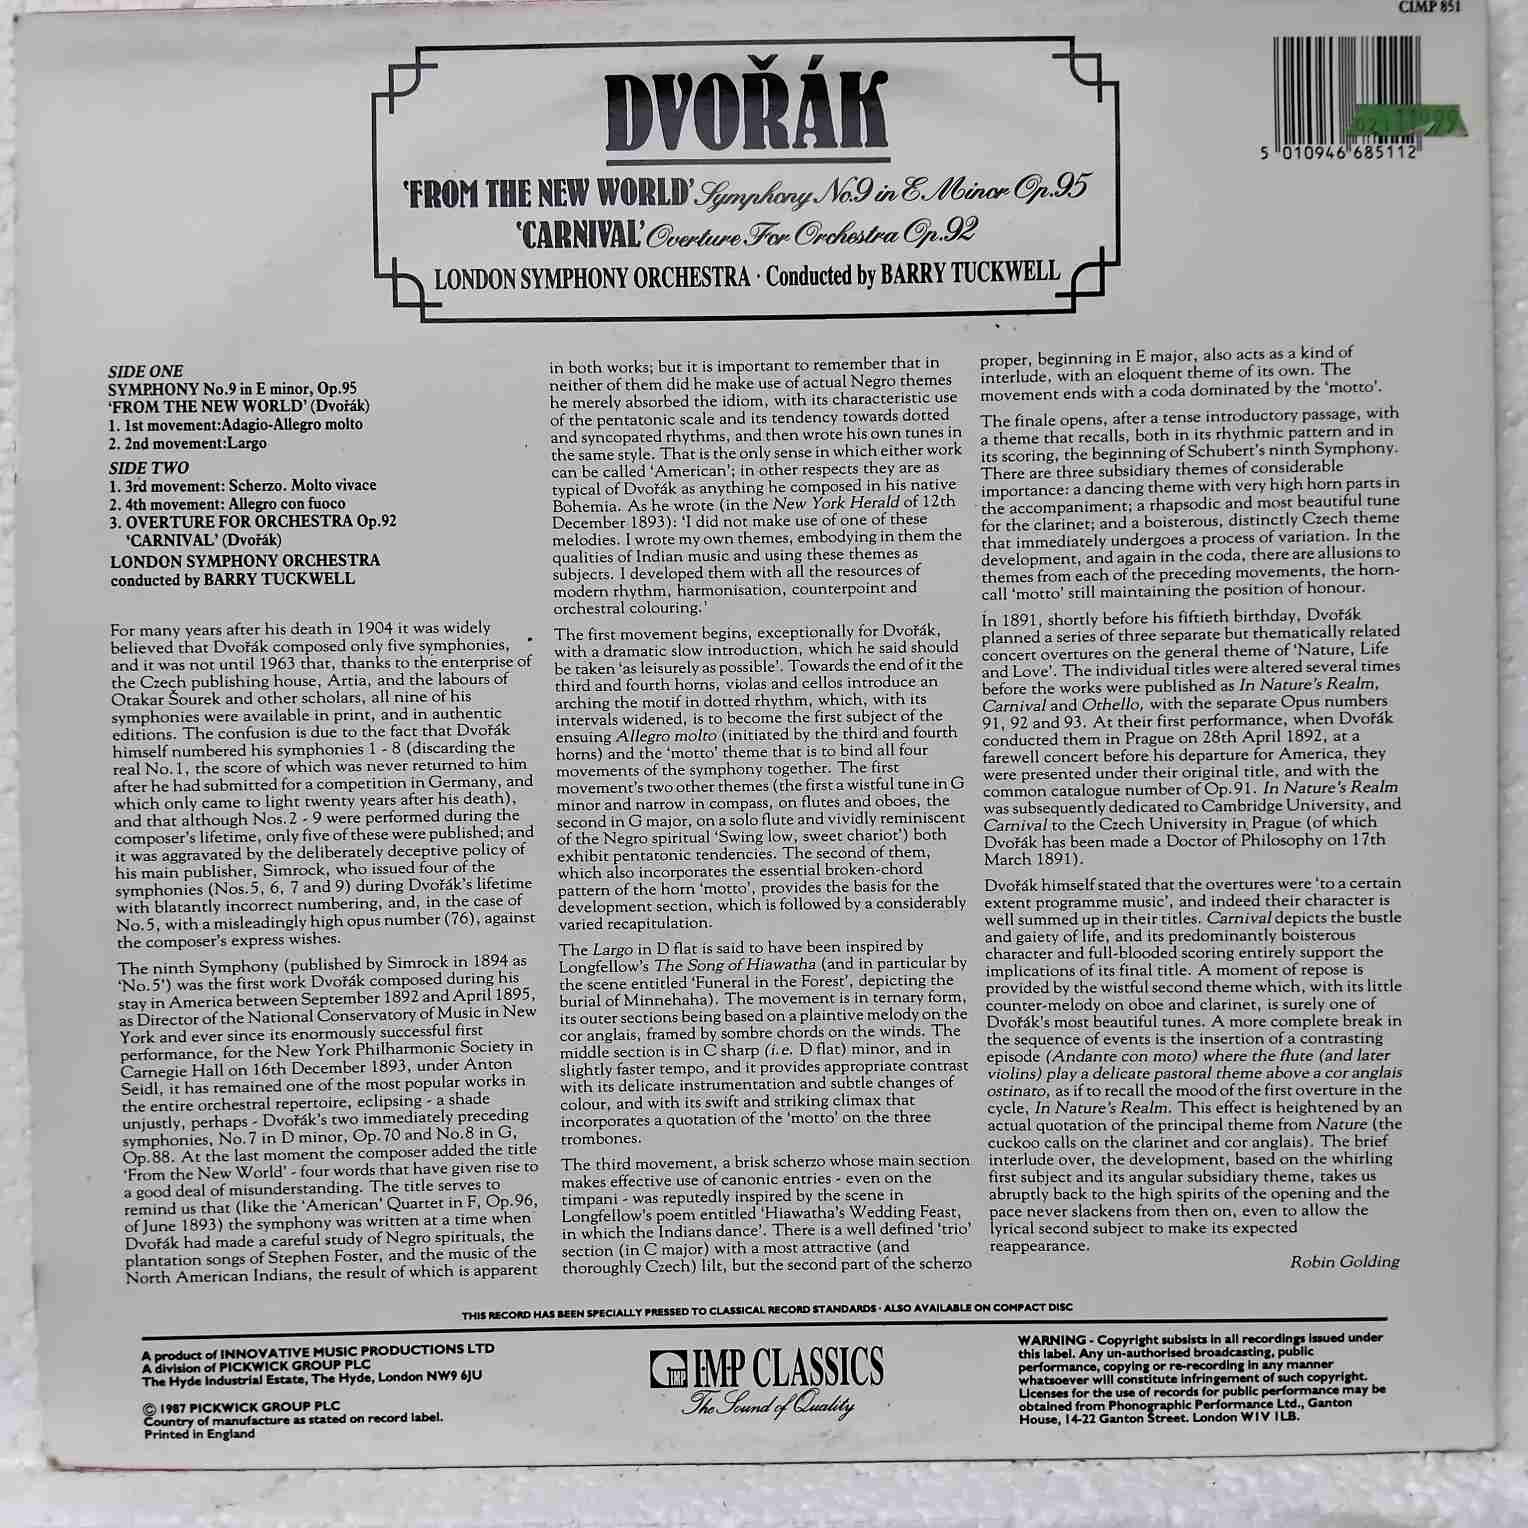 CIMP 851
DVOŘÁK
‘FROM THE NEW WORLD’ Symphony No.9 in E Minor Op.95
‘CARNIVAL’ Overture For Orchestra Op.92
LONDON SYMPHONY ORCHESTRA · Conducted by BARRY TUCKWELL
5 010946 685112
SIDE ONE
SYMPHONY No.9 in E minor, Op.95
‘FROM THE NEW WORLD’ (Dvořák)
1. 1st movement:Adagio-Allegro molto
2. 2nd movement:Largo
SIDE TWO
1. 3rd movement: Scherzo. Molto vivace
2. 4th movement: Allegro con fuoco
3. OVERTURE FOR ORCHESTRA Op.92
‘CARNIVAL’ (Dvořák)
LONDON SYMPHONY ORCHESTRA
conducted by BARRY TUCKWELL
For many years after his death in 1904 it was widely
believed that Dvořák composed only five symphonies,
and it was not until 1963 that, thanks to the enterprise of
the Czech publishing house, Artia, and the labours of
Otakar Šourek and other scholars, all nine of his
symphonies were available in print, and in authentic
editions. The confusion is due to the fact that Dvořák
himself numbered his symphonies 1 - 8 (discarding the
real No.1, the score of which was never returned to him
after he had submitted for a competition in Germany, and
which only came to light twenty years after his death),
and that although Nos.2 - 9 were performed during the
composer's lifetime, only five of these were published; and
it was aggravated by the deliberately deceptive policy of
his main publisher, Simrock, who issued four of the
symphonies (Nos.5, 6, 7 and 9) during Dvořák's lifetime
with blatantly incorrect numbering, and, in the case of
No.5, with a misleadingly high opus number (76), against
the composer's express wishes.
The ninth Symphony (published by Simrock in 1894 as
‘No.5’) was the first work Dvořák composed during his
stay in America between September 1892 and April 1895,
as Director of the National Conservatory of Music in New
York and ever since its enormously successful first
performance, for the New York Philharmonic Society in
Carnegie Hall on 16th December 1893, under Anton
Seidl, it has remained one of the most popular works in
the entire orchestral repertoire, eclipsing - a shade
unjustly, perhaps - Dvořák's two immediately preceding
symphonies, No.7 in D minor, Op.70 and No.8 in G,
Op.88. At the last moment the composer added the title
‘From the New World’ - four words that have given rise to
a good deal of misunderstanding. The title serves to
remind us that (like the ‘American’ Quartet in F, Op.96,
of June 1893) the symphony was written at a time when
Dvořák had made a careful study of Negro spirituals, the
plantation songs of Stephen Foster, and the music of the
North American Indians, the result of which is apparent
in both works; but it is important to remember that in
neither of them did he make use of actual Negro themes
he merely absorbed the idiom, with its characteristic use
of the pentatonic scale and its tendency towards dotted
and syncopated rhythms, and then wrote his own tunes in
the same style. That is the only sense in which either work
can be called ‘American’; in other respects they are as
typical of Dvořák as anything he composed in his native
Bohemia. As he wrote (in the New York Herald of 12th
December 1893): ‘I did not make use of one of these
melodies. I wrote my own themes, embodying in them the
qualities of Indian music and using these themes as
subjects. I developed them with all the resources of
modern rhythm, harmonisation, counterpoint and
orchestral colouring.’
The first movement begins, exceptionally for Dvořák,
with a dramatic slow introduction, which he said should
be taken ‘as leisurely as possible’. Towards the end of it the
third and fourth horns, violas and cellos introduce an
arching the motif in dotted rhythm, which, with its
intervals widened, is to become the first subject of the
ensuing Allegro molto (initiated by the third and fourth
horns) and the ‘motto’ theme that is to bind all four
movements of the symphony together. The first
movement's two other themes (the first a wistful tune in G
minor and narrow in compass, on flutes and oboes, the
second in G major, on a solo flute and vividly reminiscent
of the Negro spiritual ‘Swing low, sweet chariot’) both
exhibit pentatonic tendencies. The second of them,
which also incorporates the essential broken-chord
pattern of the horn ‘motto’, provides the basis for the
development section, which is followed by a considerably
varied recapitulation.
The Largo in D flat is said to have been inspired by
Longfellow's The Song of Hiawatha (and in particular by
the scene entitled ‘Funeral in the Forest’, depicting the
burial of Minnehaha). The movement is in ternary form,
its outer sections being based on a plaintive melody on the
cor anglais, framed by sombre chords on the winds. The
middle section is in C sharp (i.e. D flat) minor, and in
slightly faster tempo, and it provides appropriate contrast
with its delicate instrumentation and subtle changes of
colour, and with its swift and striking climax that
incorporates a quotation of the ‘motto’ on the three
trombones.
The third movement, a brisk scherzo whose main section
makes effective use of canonic entries - even on the
timpani - was reputedly inspired by the scene in
Longfellow's poem entitled ‘Hiawatha's Wedding Feast,
in which the Indians dance’. There is a well defined ‘trio’
section (in C major) with a most attractive (and
thoroughly Czech) lilt, but the second part of the scherzo
proper, beginning in E major, also acts as a kind of
interlude, with an eloquent theme of its own. The
movement ends with a coda dominated by the ‘motto’.
The finale opens, after a tense introductory passage, with
a theme that recalls, both in its rhythmic pattern and in
its scoring, the beginning of Schubert's ninth Symphony.
There are three subsidiary themes of considerable
importance: a dancing theme with very high horn parts in
the accompaniment; a rhapsodic and most beautiful tune
for the clarinet; and a boisterous, distinctly Czech theme
that immediately undergoes a process of variation. In the
development, and again in the coda, there are allusions to
themes from each of the preceding movements, the horn-
call ‘motto’ still maintaining the position of honour.
In 1891, shortly before his fiftieth birthday, Dvořák
planned a series of three separate but thematically related
concert overtures on the general theme of ‘Nature, Life
and Love’. The individual titles were altered several times
before the works were published as In Nature's Realm,
Carnival and Othello, with the separate Opus numbers
91, 92 and 93. At their first performance, when Dvořák
conducted them in Prague on 28th April 1892, at a
farewell concert before his departure for America, they
were presented under their original title, and with the
common catalogue number of Op.91. In Nature's Realm
was subsequently dedicated to Cambridge University, and
Carnival to the Czech University in Prague (of which
Dvořák has been made a Doctor of Philosophy on 17th
March 1891).
Dvořák himself stated that the overtures were ‘to a certain
extent programme music’, and indeed their character is
well summed up in their titles. Carnival depicts the bustle
and gaiety of life, and its predominantly boisterous
character and full-blooded scoring entirely support the
implications of its final title. A moment of repose is
provided by the wistful second theme which, with its little
counter-melody on oboe and clarinet, is surely one of
Dvořák's most beautiful tunes. A more complete break in
the sequence of events is the insertion of a contrasting
episode (Andante con moto) where the flute (and later
violins) play a delicate pastoral theme above a cor anglais
ostinato, as if to recall the mood of the first overture in the
cycle, In Nature's Realm. This effect is heightened by an
actual quotation of the principal theme from Nature (the
cuckoo calls on the clarinet and cor anglais). The brief
interlude over, the development, based on the whirling
first subject and its angular subsidiary theme, takes us
abruptly back to the high spirits of the opening and the
pace never slackens from then on, even to allow the
lyrical second subject to make its expected
reappearance.
Robin Golding
THIS RECORD HAS BEEN SPECIALLY PRESSED TO CLASSICAL RECORD STANDARDS · ALSO AVAILABLE ON COMPACT DISC
A product of INNOVATIVE MUSIC PRODUCTIONS LTD
A division of PICKWICK GROUP PLC
The Hyde Industrial Estate, The Hyde, London NW9 6JU
© 1987 PICKWICK GROUP PLC
Country of manufacture as stated on record label.
Printed in England
IMP I·M·P CLASSICS
The Sound of Quality
WARNING - Copyright subsists in all recordings issued under
this label. Any un-authorised broadcasting, public
performance, copying or re-recording in any manner
whatsoever will constitute infringement of such copyright.
Licenses for the use of records for public performance may be
obtained from Phonographic Performance Ltd., Ganton
House, 14-22 Ganton Street. London W1V 1LB.